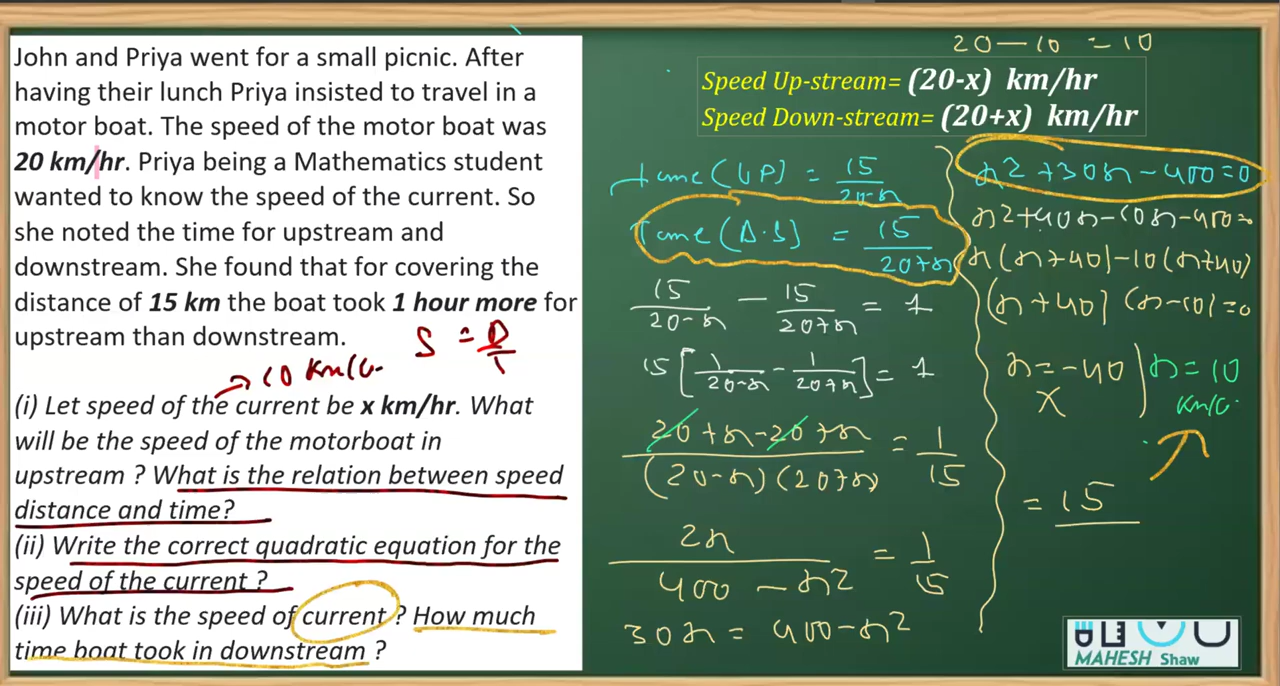 John and Priya went for a small picnic. After
having their lunch Priya insisted to travel in a
motor boat. The speed of the motor boat was
20 km/hr. Priya being a Mathematics student
wanted to know the speed of the current. So
she noted the time for upstream and
downstream. She found that for covering the
distance of 15 km the boat took 1 hour more for
upstream than downstream.
S = D/T
→ 10 km/
(i) Let speed of the current be x km/hr. What
will be the speed of the motorboat in
upstream ? What is the relation between speed
distance and time?
(ii) Write the correct quadratic equation for the
speed of the current ?
(iii) What is the speed of current ? How much
time boat took in downstream ?
20 - 10 = 10
Speed Up-stream= (20-x) km/hr
Speed Down-stream= (20+x) km/hr
time (UP) = 15/20-x
Time (D.S) = 15/20+x
15/20-x - 15/20+x = 1
15 [1/20-x - 1/20+x] = 1
20+x-20+x/(20-x)(20+x) = 1/15
2x/400-x2 = 1/15
30x = 400-x2
x2+30x-400=0
x2+40x-10x-400=
x(x+40)-10(x+40)
(x+40) (x-10)=0
x=-40 | x=10
X km/
= 15
MAHESH Shaw